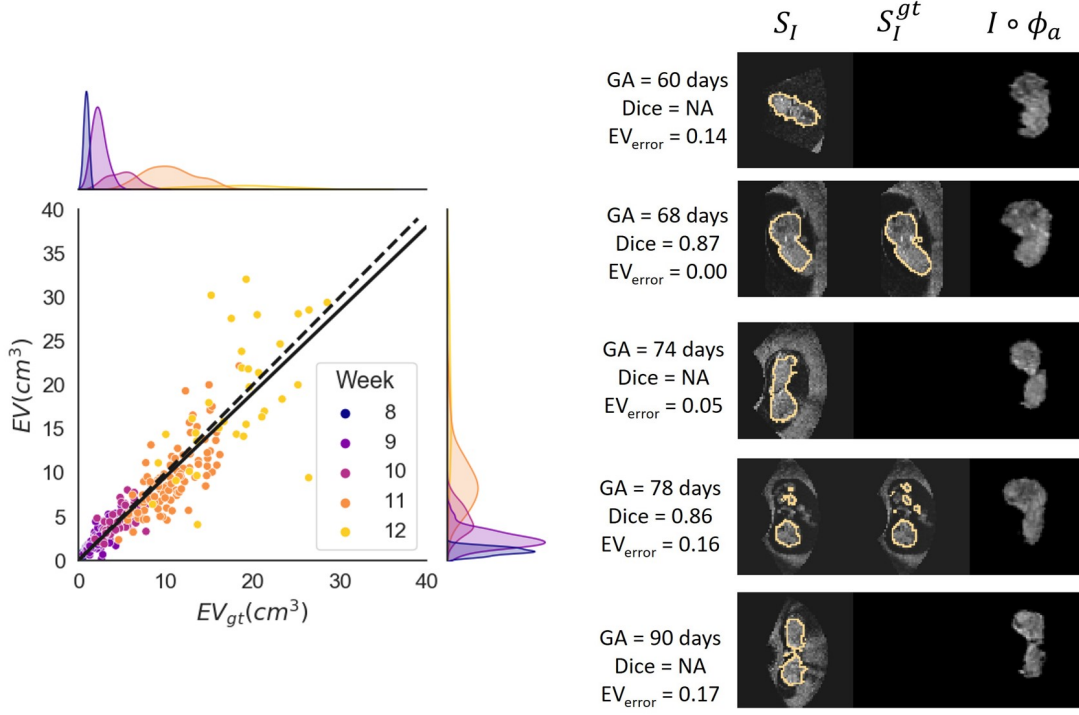 40
35
30
25
20
15
10
5
0
EV(cm³)
0
10
20
30
40
EV_gt(cm³)
Week
8
9
10
11
12
S_I
S_I^gt
I ∘ ϕ_a
GA = 60 days
Dice = NA
EV_error = 0.14
GA = 68 days
Dice = 0.87
EV_error = 0.00
GA = 74 days
Dice = NA
EV_error = 0.05
GA = 78 days
Dice = 0.86
EV_error = 0.16
GA = 90 days
Dice = NA
EV_error = 0.17